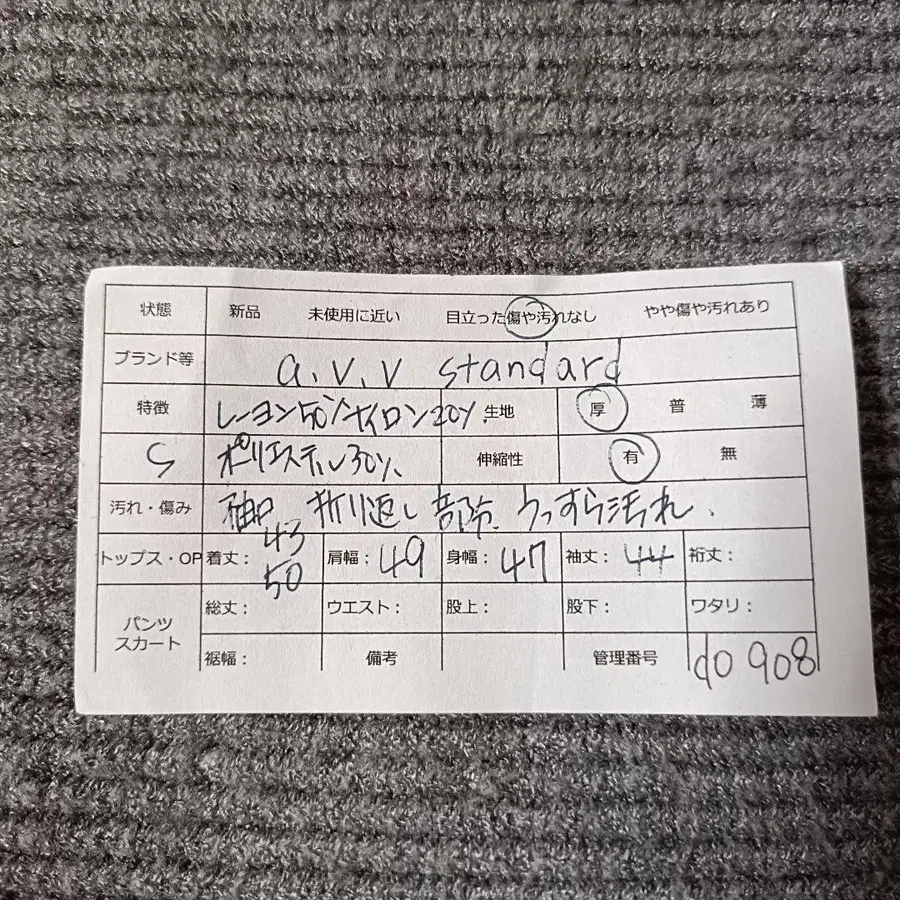 状態 新品 未使用に近い 目立った傷や汚れなし やや傷や汚れあり
ブランド等 a.v.v standard
特徴 レーヨン50%ナイロン20% 生地 厚 普 薄
S ポリエステル30% 伸縮性 有 無
汚れ・傷み 袖口 折り返し部除 うっすら汚れ.
トップス・OP 着丈： 43 50 肩幅： 49 身幅： 47 袖丈： 44 裄丈：
パンツ スカート 総丈： ウエスト： 股上： 股下： ワタリ：
裾幅： 備考 管理番号 do 908